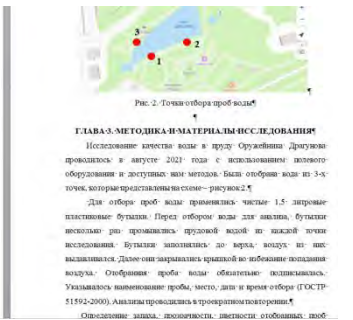 3
2
1
Рис. 2. Точки отбора проб воды¶
¶
ГЛАВА 3. МЕТОДИКА И МАТЕРИАЛЫ ИССЛЕДОВАНИЯ¶
Исследование качества воды в пруду Оружейника Драгунова
проводилось в августе 2021 года с использованием полевого
оборудования и доступных нам методов. Была отобрана вода из 3-х
точек, которые представлены на схеме – рисунок 2.¶
Для отбора проб воды применялись чистые 1.5 литровые
пластиковые бутылки. Перед отбором воды для анализа, бутылки
несколько раз промывались прудовой водой из каждой точки
исследования. Бутылки заполнялись до верха, воздух из них
выдавливался. Далее они закрывались крышкой во избежание попадания
воздуха. Отобранная проба воды обязательно подписывалась.
Указывалось наименование пробы, место, дата и время отбора (ГОСТР
51592-2000). Анализы проводились в троекратном повторении.¶
Определение запаха, прозрачности, цветности отобранных проб